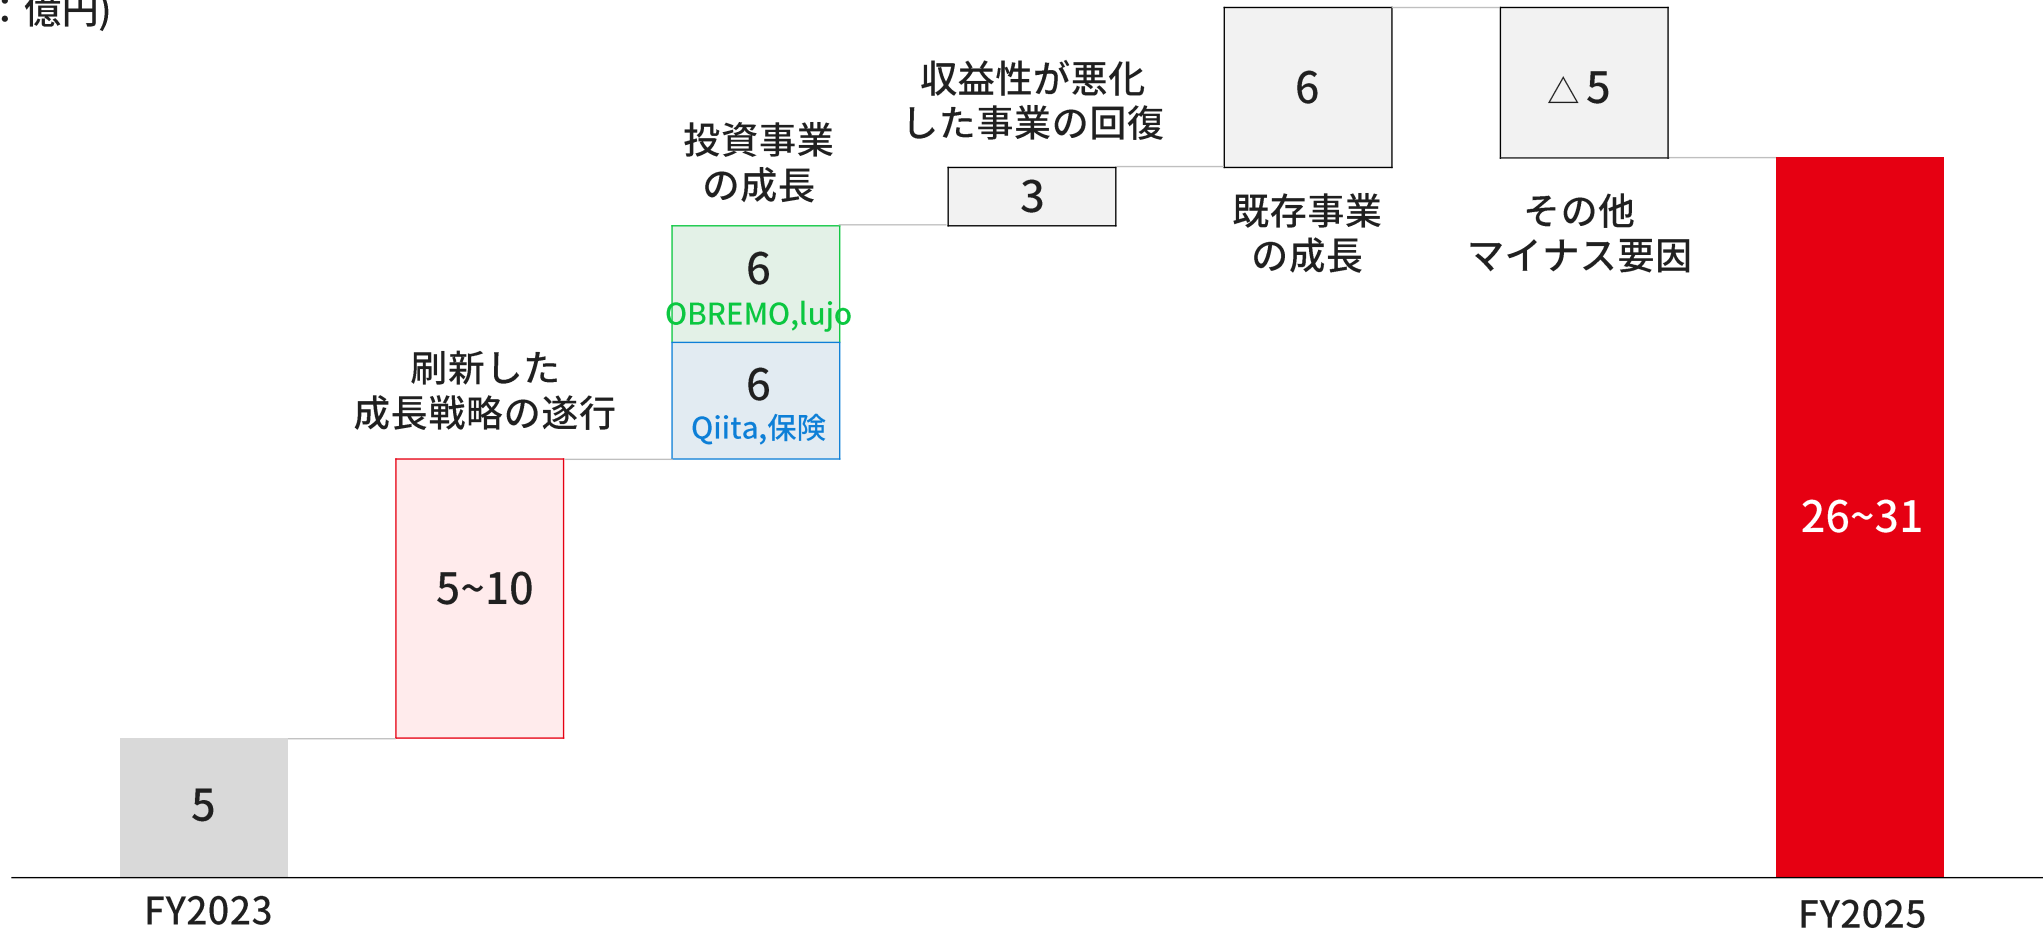 : 億円)
収益性が悪化
した事業の回復
投資事業
の成長
刷新した
成長戦略の遂行
6
△ 5
3
既存事業
の成長
その他
マイナス要因
6
OBREMO,lujo
6
Qiita,保険
5~10
26~31
5
FY2023
FY2025